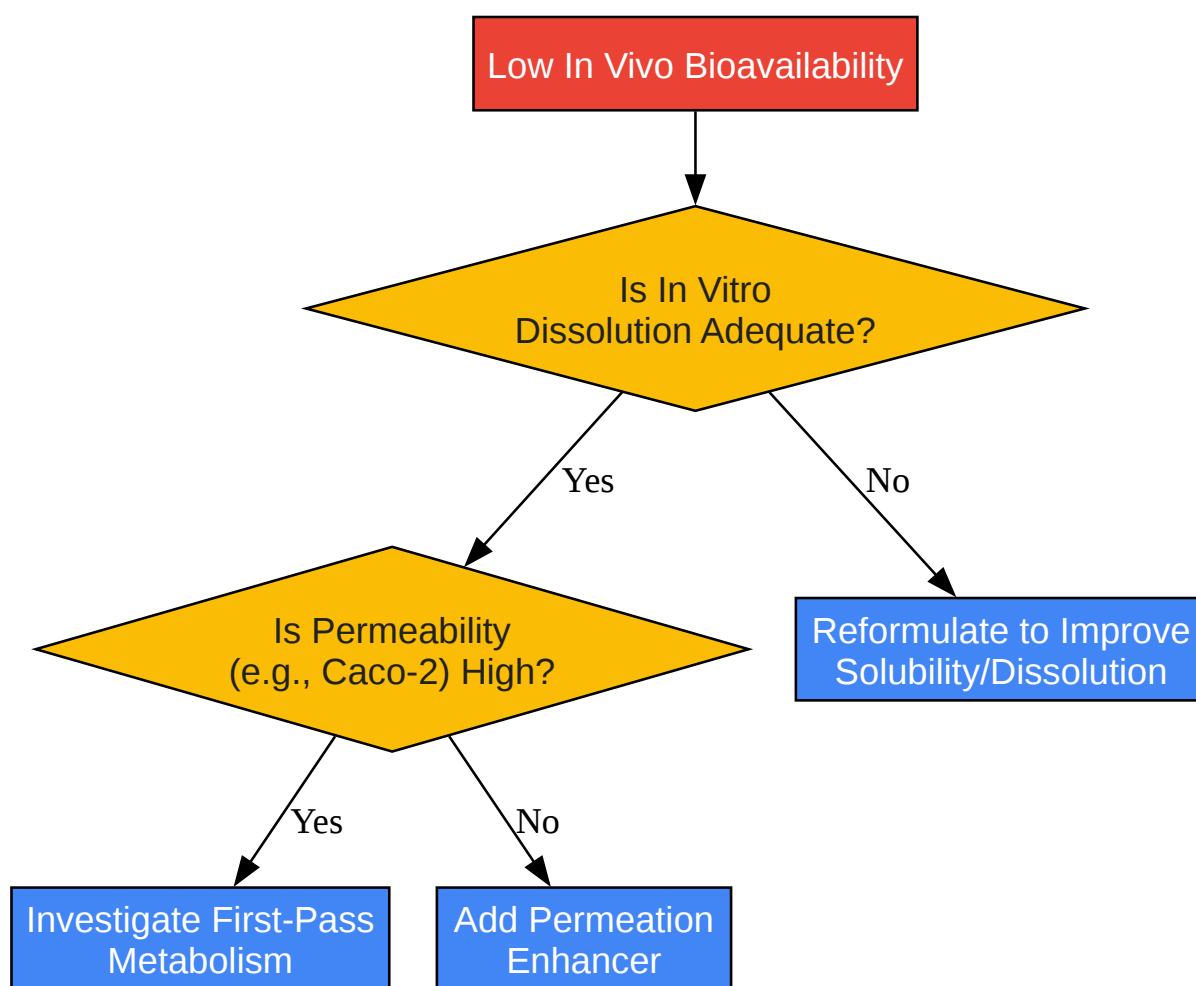 Low In Vivo Bioavailability
Is In Vitro
Dissolution Adequate?
Yes
No
Is Permeability
(e.g., Caco-2) High?
Reformulate to Improve
Solubility/Dissolution
Yes
No
Investigate First-Pass
Metabolism
Add Permeation
Enhancer